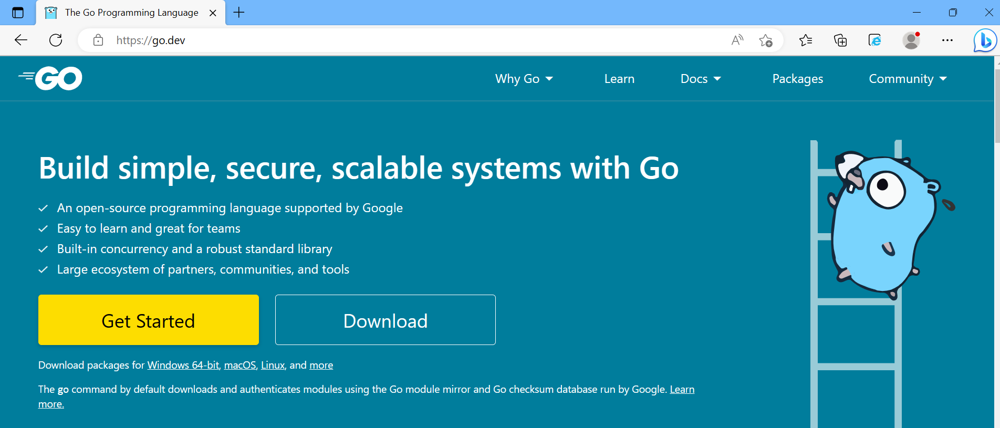 The Go Programming Language
https://go.dev
GO
Why Go
Learn
Docs
Packages
Community
Build simple, secure, scalable systems with Go
An open-source programming language supported by Google
Easy to learn and great for teams
Built-in concurrency and a robust standard library
Large ecosystem of partners, communities, and tools
Get Started
Download
Download packages for Windows 64-bit, macOS, Linux, and more
The go command by default downloads and authenticates modules using the Go module mirror and Go checksum database run by Google. Learn
more.